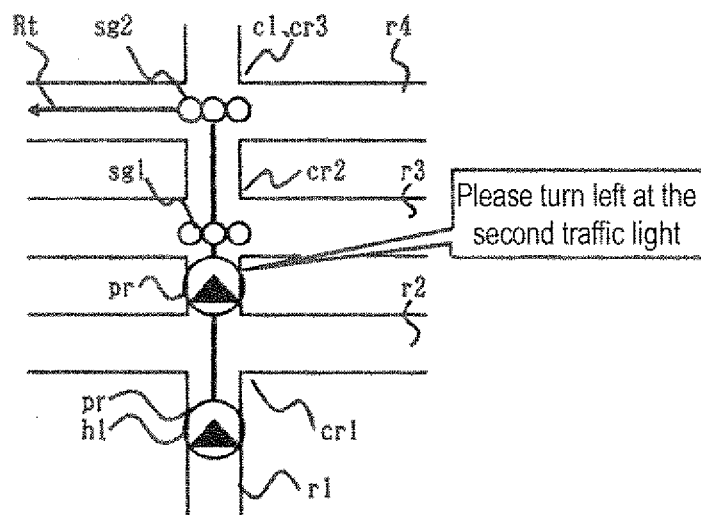 Rt
sg2
c1,cr3
r4
sg1
cr2
r3
Please turn left at the
second traffic light
pr
r2
pr
h1
cr1
r1